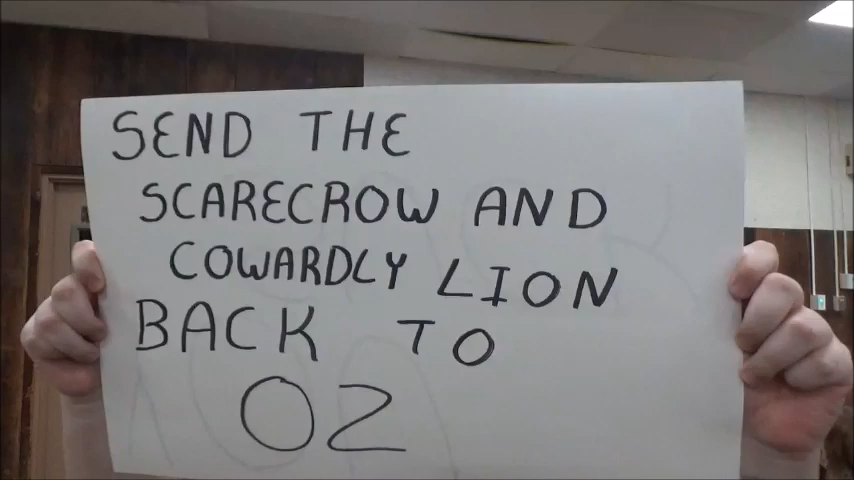 SEND THE
SCARECROW AND
COWARDLY LION
BACK TO
OZ